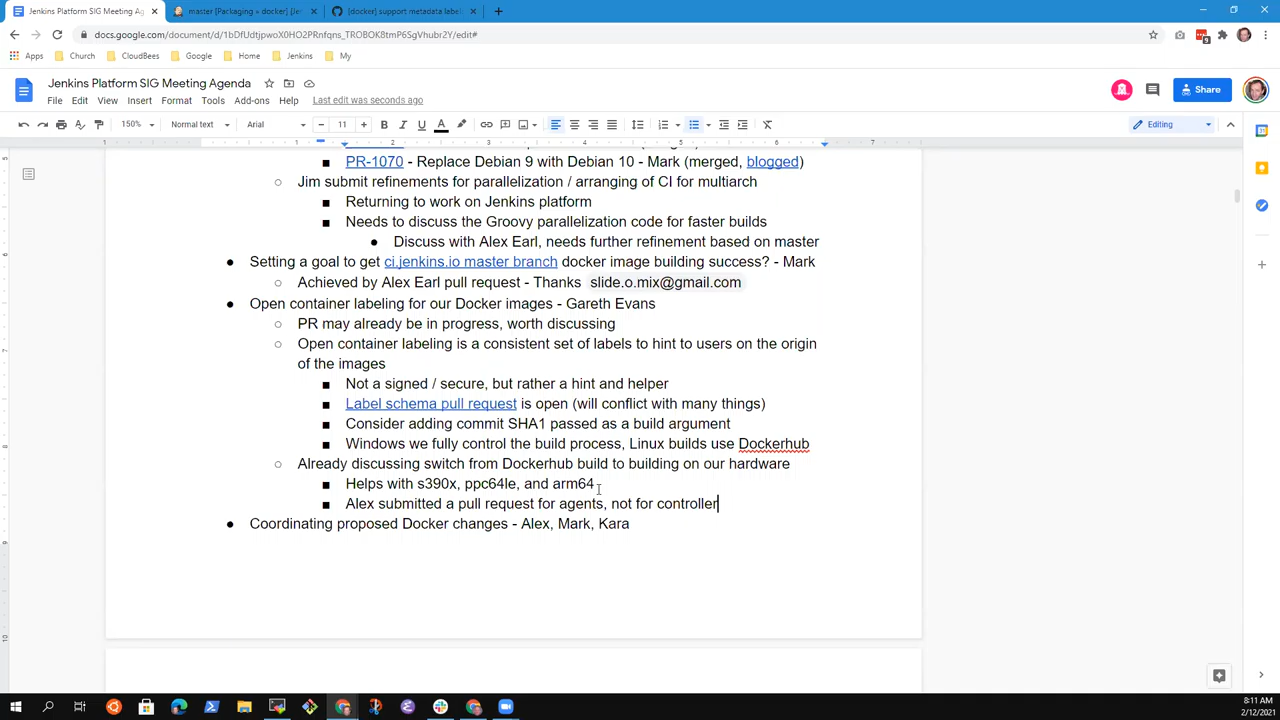 Jenkins Platform SIG Meeting Agenda
master [Packaging » docker] [Jen
[docker] support metadata label
docs.google.com/document/d/1bDfUdtjpwoX0HO2PRnfqns_TROBOK8tmP6SgVhubr2Y/edit#
Apps
Church
CloudBees
Google
Home
Jenkins
My
Jenkins Platform SIG Meeting Agenda
File Edit View Insert Format Tools Add-ons Help Last edit was seconds ago
Share
150% Normal text Arial 11 Editing
1 1 2 3 4 5 6 7
PR-1070 - Replace Debian 9 with Debian 10 - Mark (merged, blogged)
Jim submit refinements for parallelization / arranging of CI for multiarch
Returning to work on Jenkins platform
Needs to discuss the Groovy parallelization code for faster builds
Discuss with Alex Earl, needs further refinement based on master
Setting a goal to get ci.jenkins.io master branch docker image building success? - Mark
Achieved by Alex Earl pull request - Thanks slide.o.mix@gmail.com
Open container labeling for our Docker images - Gareth Evans
PR may already be in progress, worth discussing
Open container labeling is a consistent set of labels to hint to users on the origin
of the images
Not a signed / secure, but rather a hint and helper
Label schema pull request is open (will conflict with many things)
Consider adding commit SHA1 passed as a build argument
Windows we fully control the build process, Linux builds use Dockerhub
Already discussing switch from Dockerhub build to building on our hardware
Helps with s390x, ppc64le, and arm64
Alex submitted a pull request for agents, not for controller
Coordinating proposed Docker changes - Alex, Mark, Kara
8:11 AM
2/12/2021